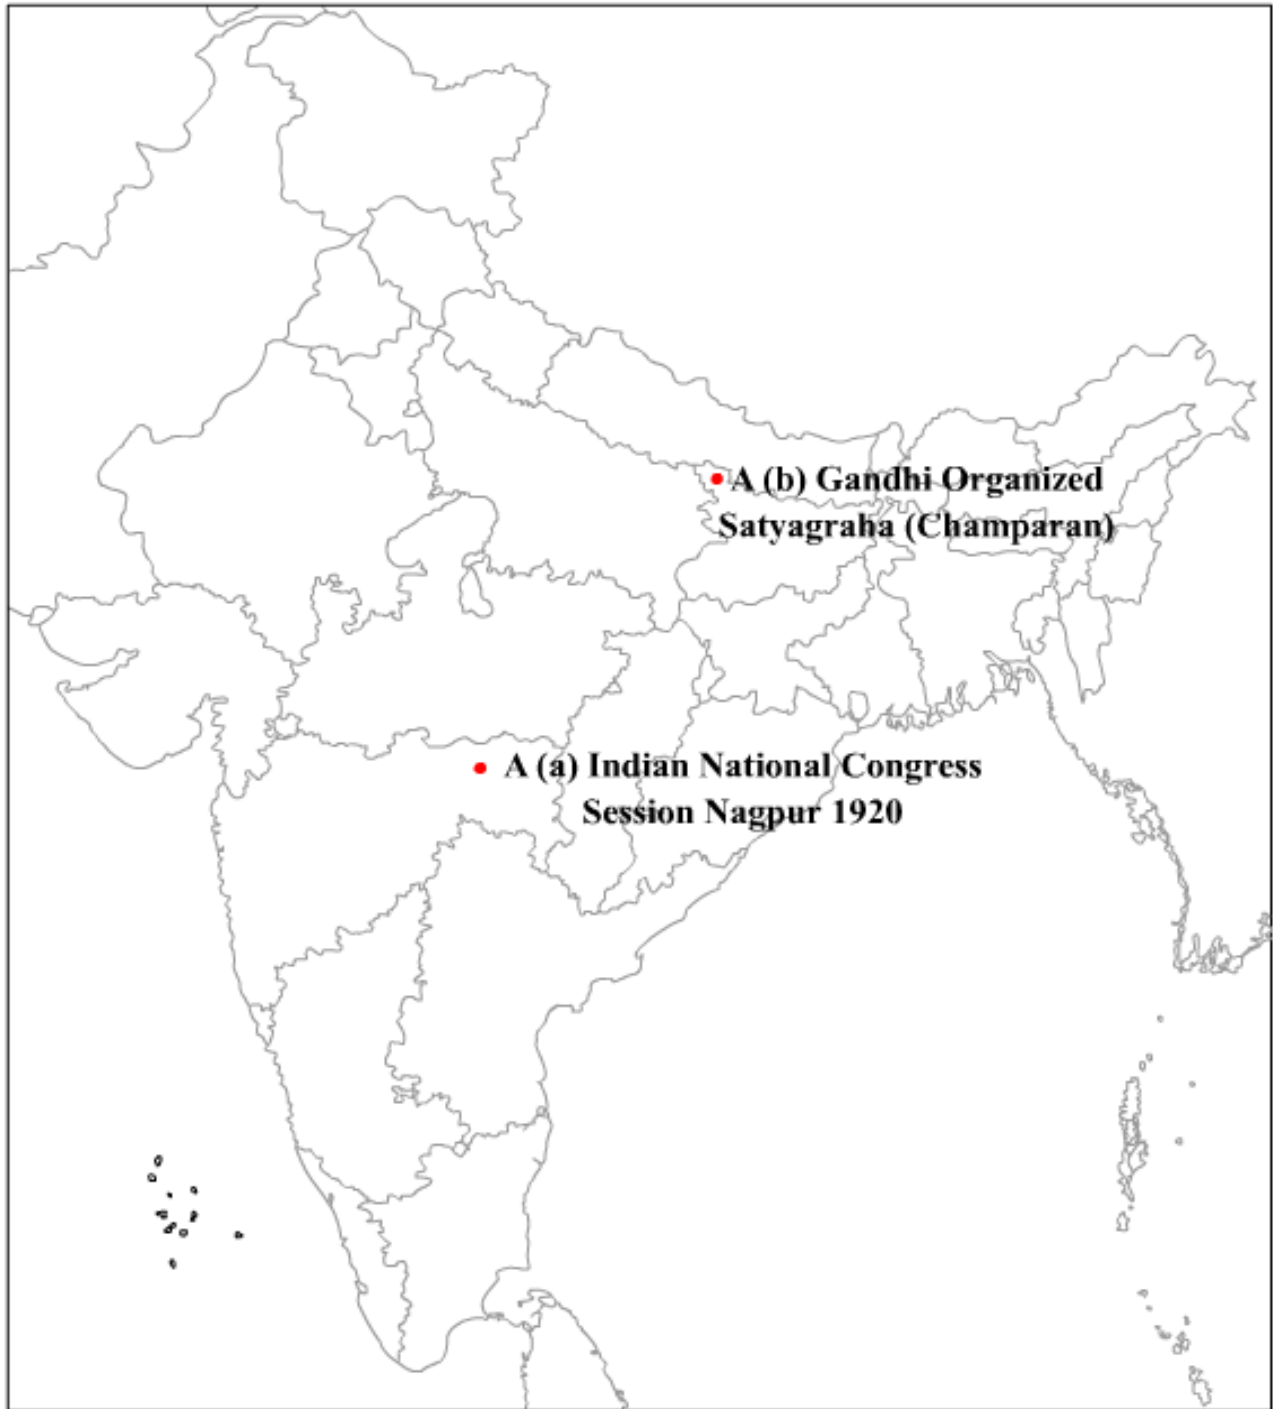 A (b) Gandhi Organized
Satyagraha (Champaran)
A (a) Indian National Congress
Session Nagpur 1920